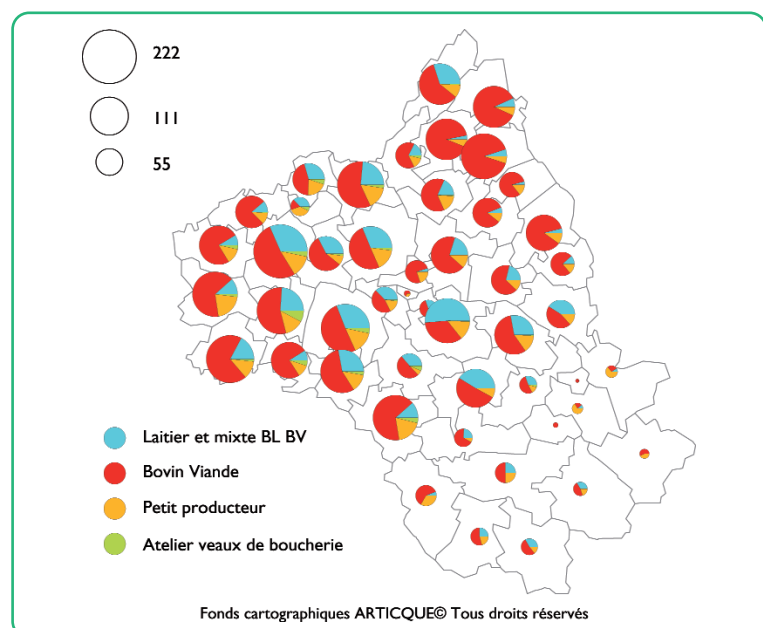 222
111
55
Laitier et mixte BL BV
Bovin Viande
Petit producteur
Atelier veaux de boucherie
Fonds cartographiques ARTICQUE© Tous droits réservés